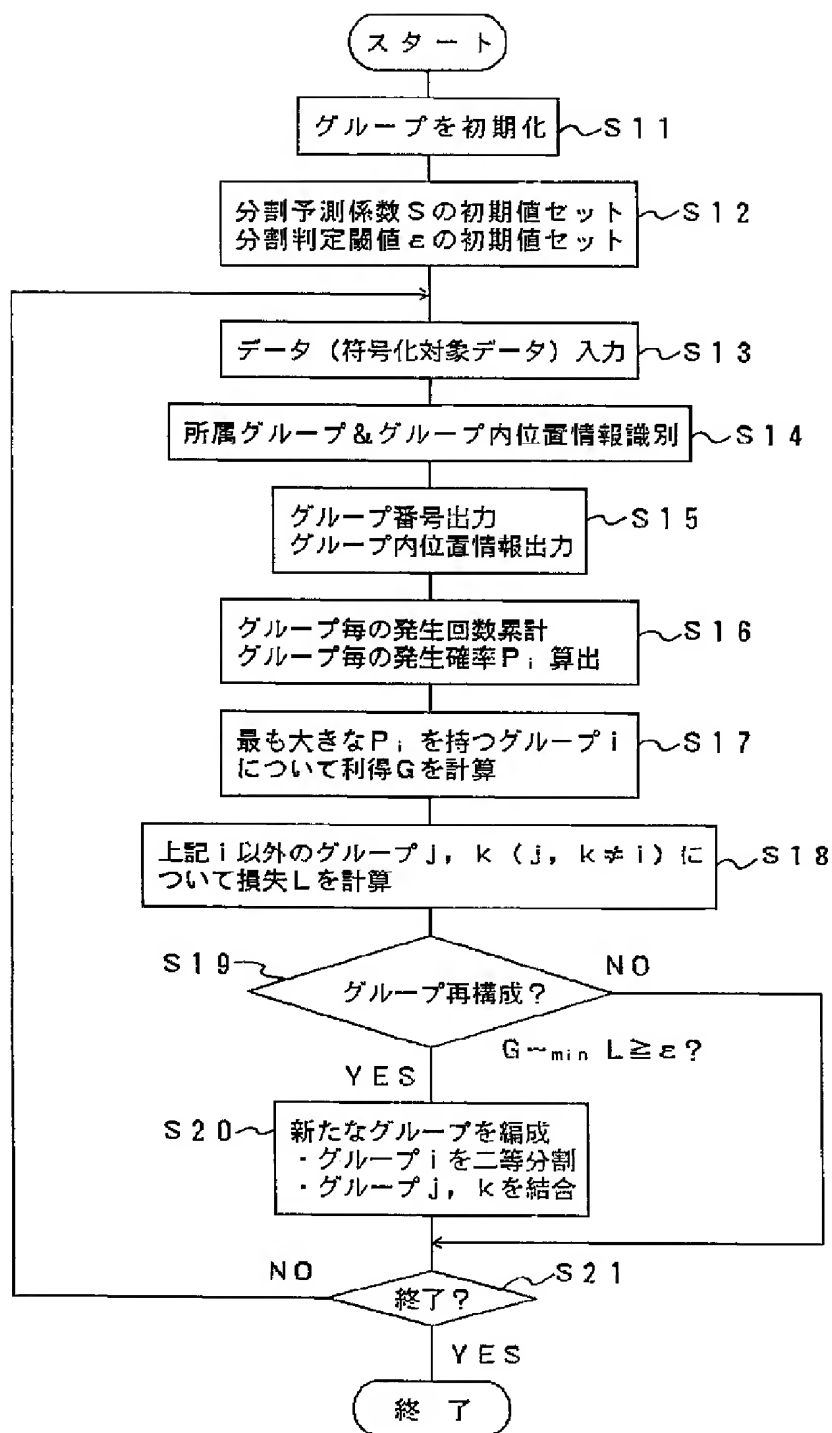 スタート
グループを初期化
S11
分割予測係数Sの初期値セット
分割判定閾値εの初期値セット
S12
データ（符号化対象データ）入力
S13
所属グループ&グループ内位置情報識別
S14
グループ番号出力
グループ内位置情報出力
S15
グループ毎の発生回数累計
グループ毎の発生確率Pi算出
S16
最も大きなPiを持つグループi
について利得Gを計算
S17
上記i以外のグループj，k（j，k≠i）に
ついて損失Lを計算
S18
S19
グループ再構成？
NO
G－min L≧ε？
YES
S20
新たなグループを編成
・グループiを二等分割
・グループj，kを結合
NO
S21
終了？
YES
終了